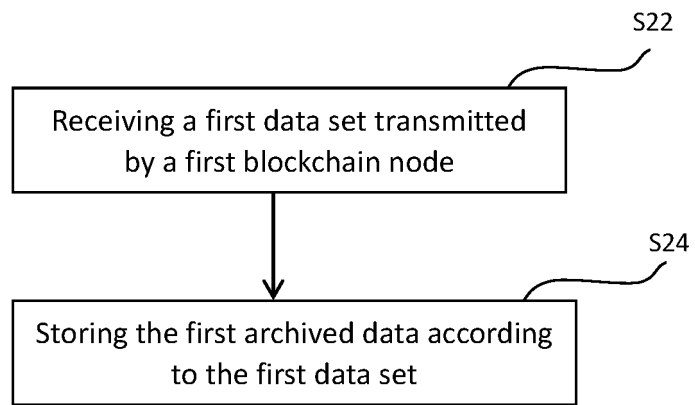 S22
Receiving a first data set transmitted
by a first blockchain node
S24
Storing the first archived data according
to the first data set